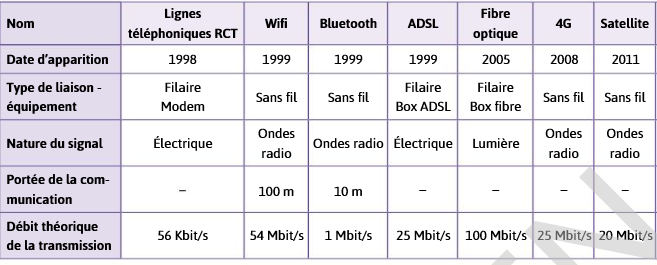 Nom Lignes téléphoniques RCT Wifi Bluetooth ADSL Fibre optique 4G Satellite
Date d'apparition 1998 1999 1999 1999 2005 2008 2011
Type de liaison - équipement Filaire Modem Sans fil Sans fil Filaire Box ADSL Filaire Box fibre Sans fil Sans fil
Nature du signal Électrique Ondes radio Ondes radio Électrique Lumière Ondes radio Ondes radio
Portée de la com-munication – 100 m 10 m – – – –
Débit théorique de la transmission 56 Kbit/s 54 Mbit/s 1 Mbit/s 25 Mbit/s 100 Mbit/s 25 Mbit/s 20 Mbit/s